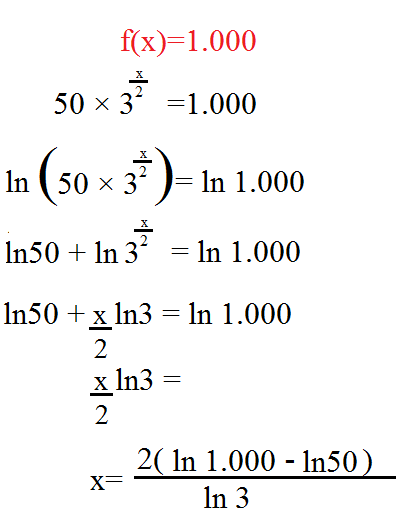 f(x)=1.000
50 × 3^(x/2) =1.000
ln (50 × 3^(x/2))= ln 1.000
ln50 + ln 3^(x/2) = ln 1.000
ln50 + x/2 ln3 = ln 1.000
x/2 ln3 =
x= 2( ln 1.000 - ln50 ) / ln 3